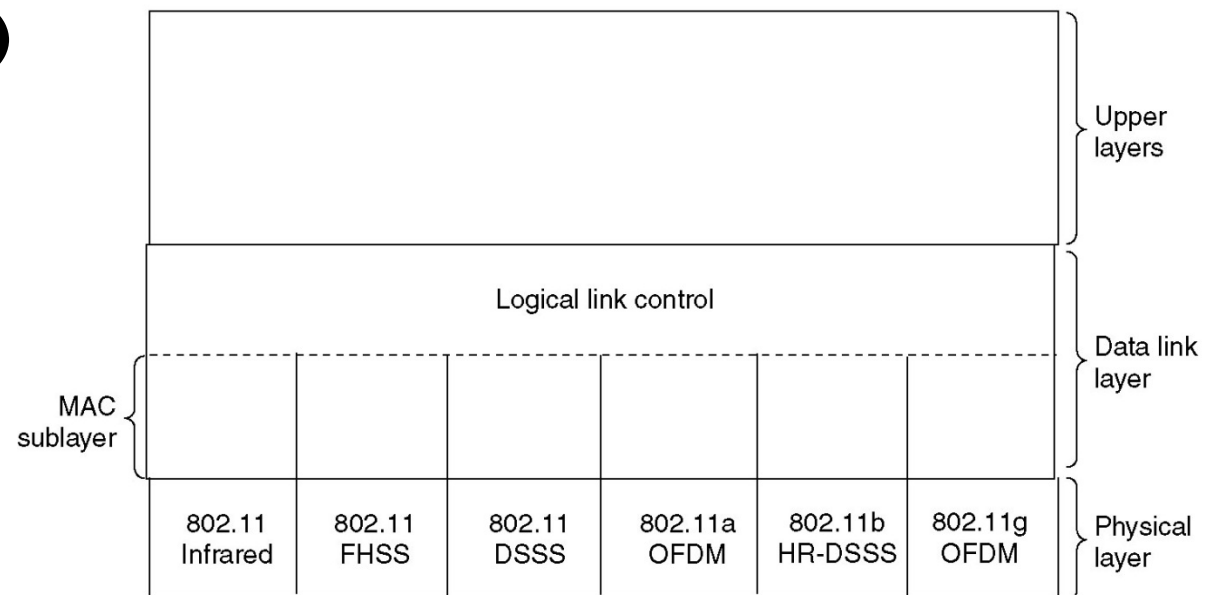 Upper
layers
Logical link control
Data link
layer
MAC
sublayer
802.11
Infrared
802.11
FHSS
802.11
DSSS
802.11a
OFDM
802.11b
HR-DSSS
802.11g
OFDM
Physical
layer